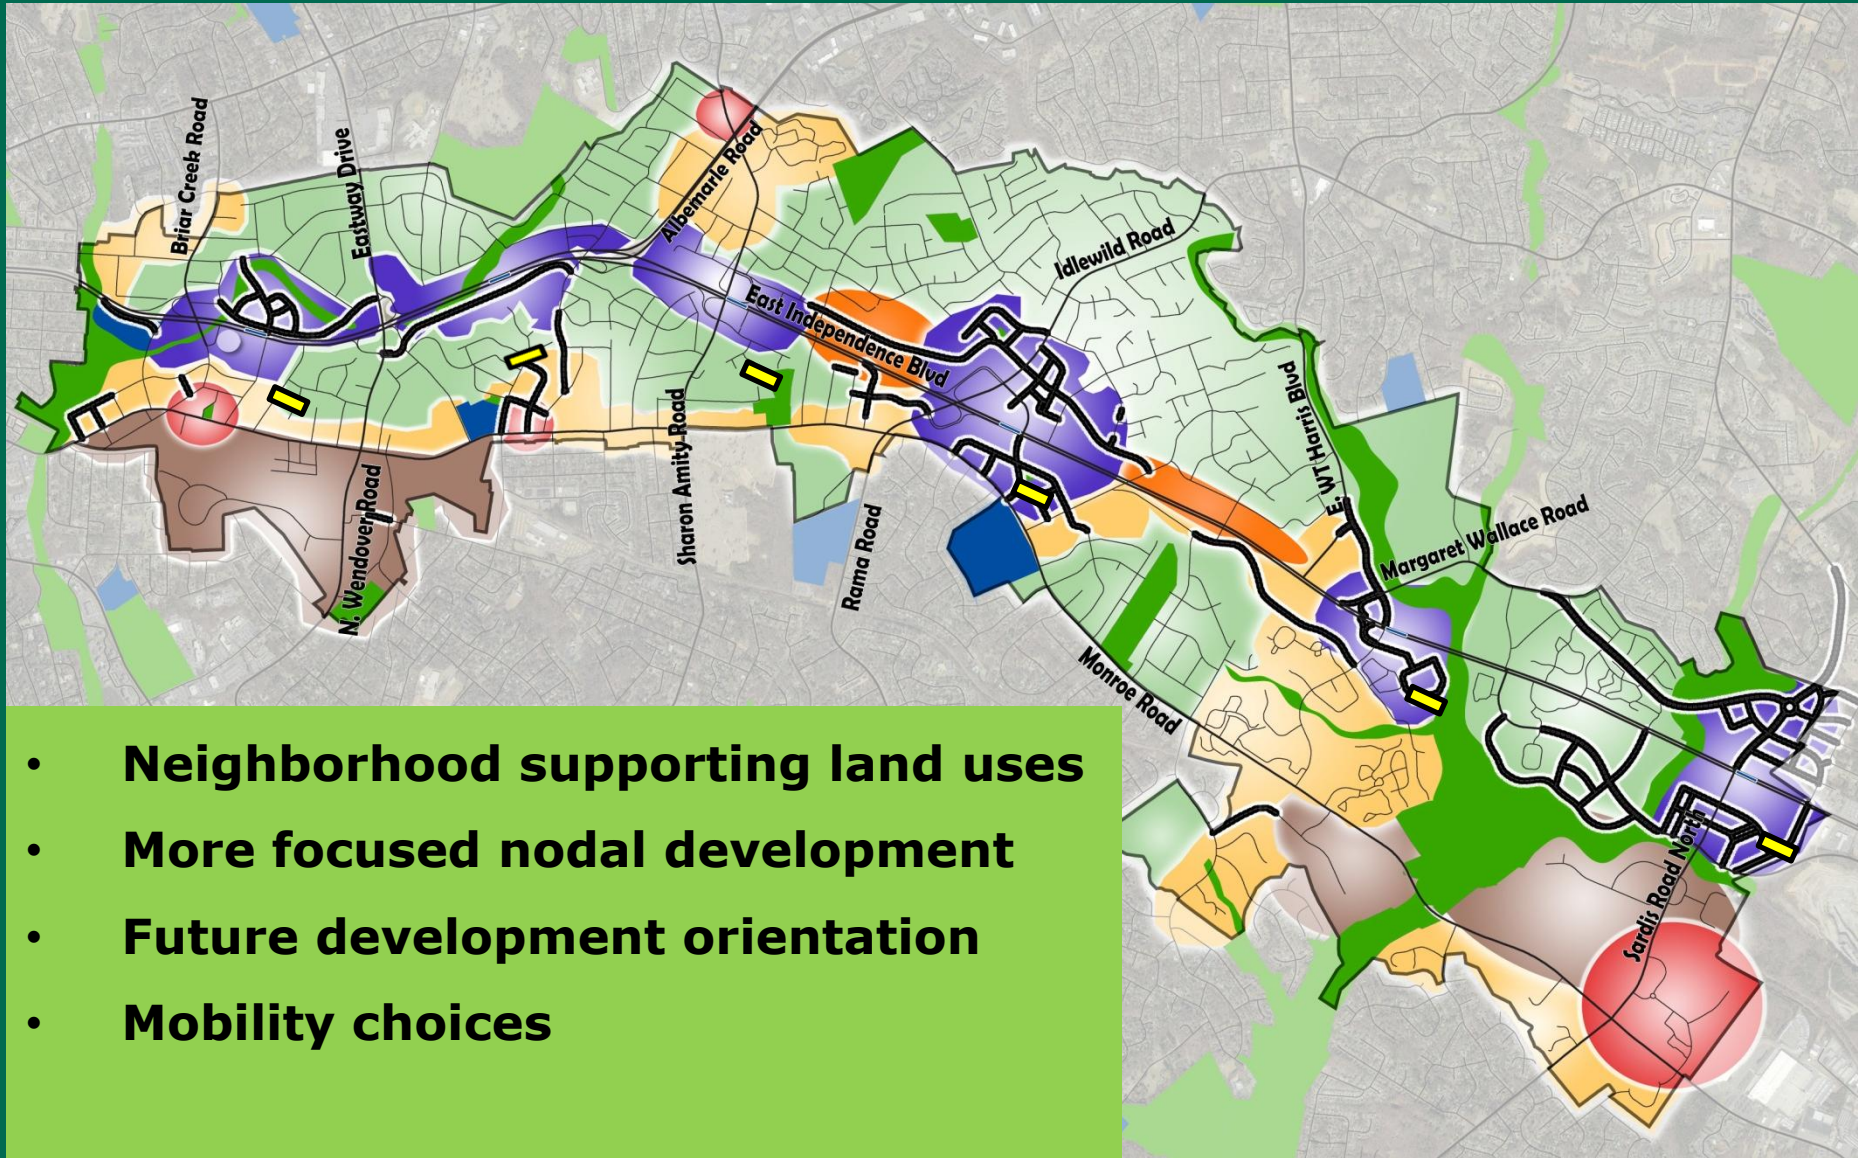 Briar Creek Road
Eastway Drive
Albemarle Road
Idlewild Road
East Independence Blvd
E. WT Harris Blvd
Margaret Wallace Road
Sharon Amity Road
N. Wendover Road
Rama Road
Monroe Road
Sardis Road North
• Neighborhood supporting land uses
• More focused nodal development
• Future development orientation
• Mobility choices